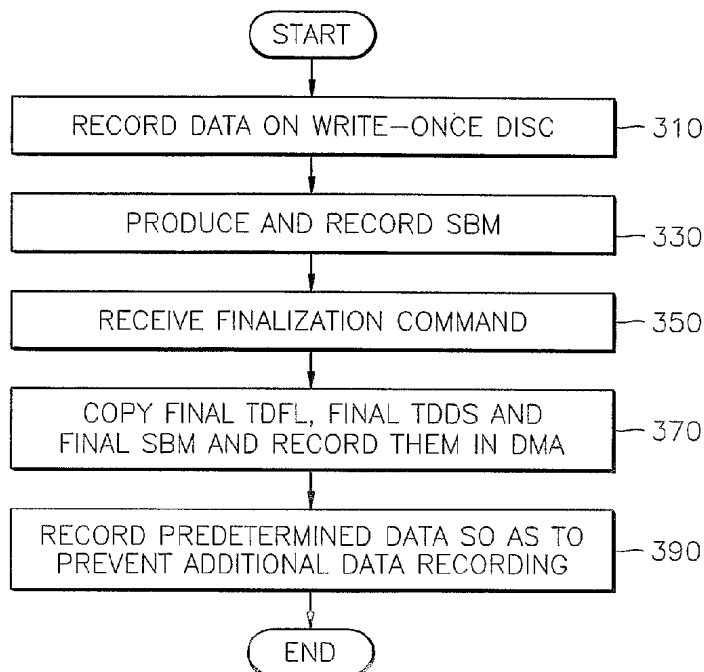 START
RECORD DATA ON WRITE-ONCE DISC
310
PRODUCE AND RECORD SBM
330
RECEIVE FINALIZATION COMMAND
350
COPY FINAL TDFL, FINAL TDDS AND
FINAL SBM AND RECORD THEM IN DMA
370
RECORD PREDETERMINED DATA SO AS TO
PREVENT ADDITIONAL DATA RECORDING
390
END